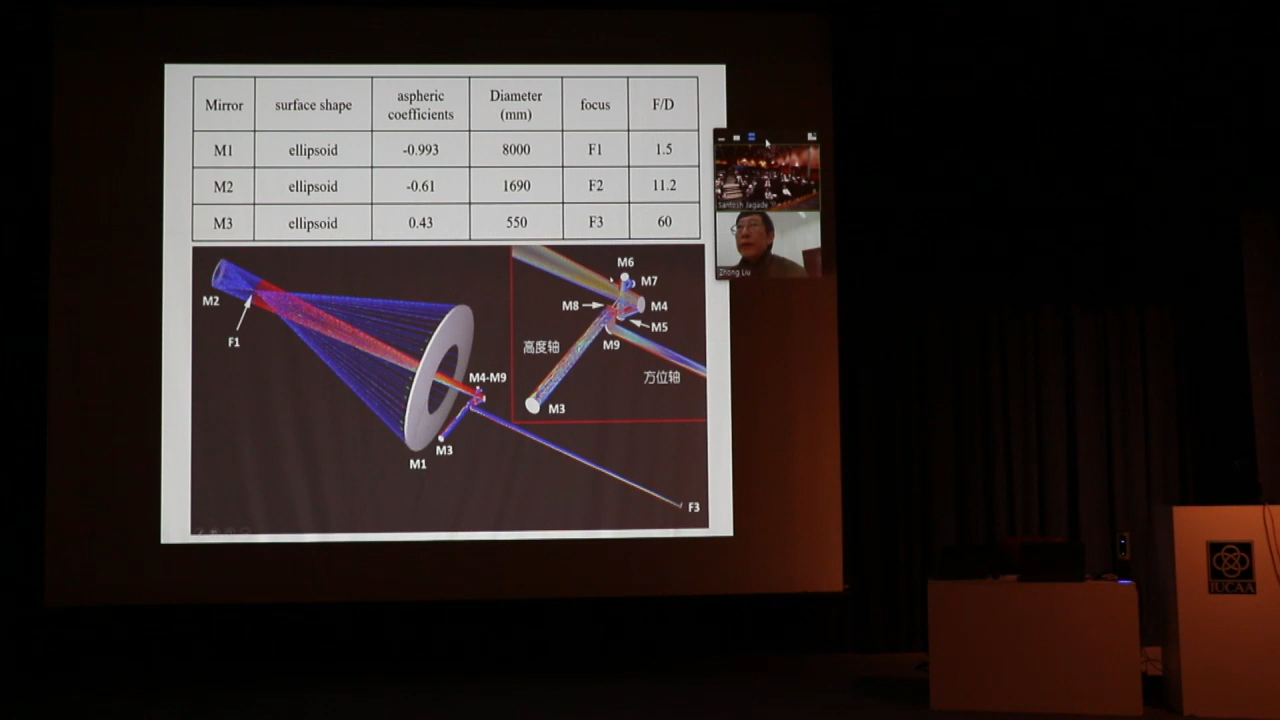 Mirror surface shape aspheric coefficients Diameter (mm) focus F/D
M1 ellipsoid -0.993 8000 F1 1.5
M2 ellipsoid -0.61 1690 F2 11.2
M3 ellipsoid 0.43 550 F3 60
M2
F1
M4-M9
M3
M1
F3
M6
M7
M8
M4
M5
M9
高度轴
方位轴
M3
Santosh Jagade
Zhong Liu
IUCAA